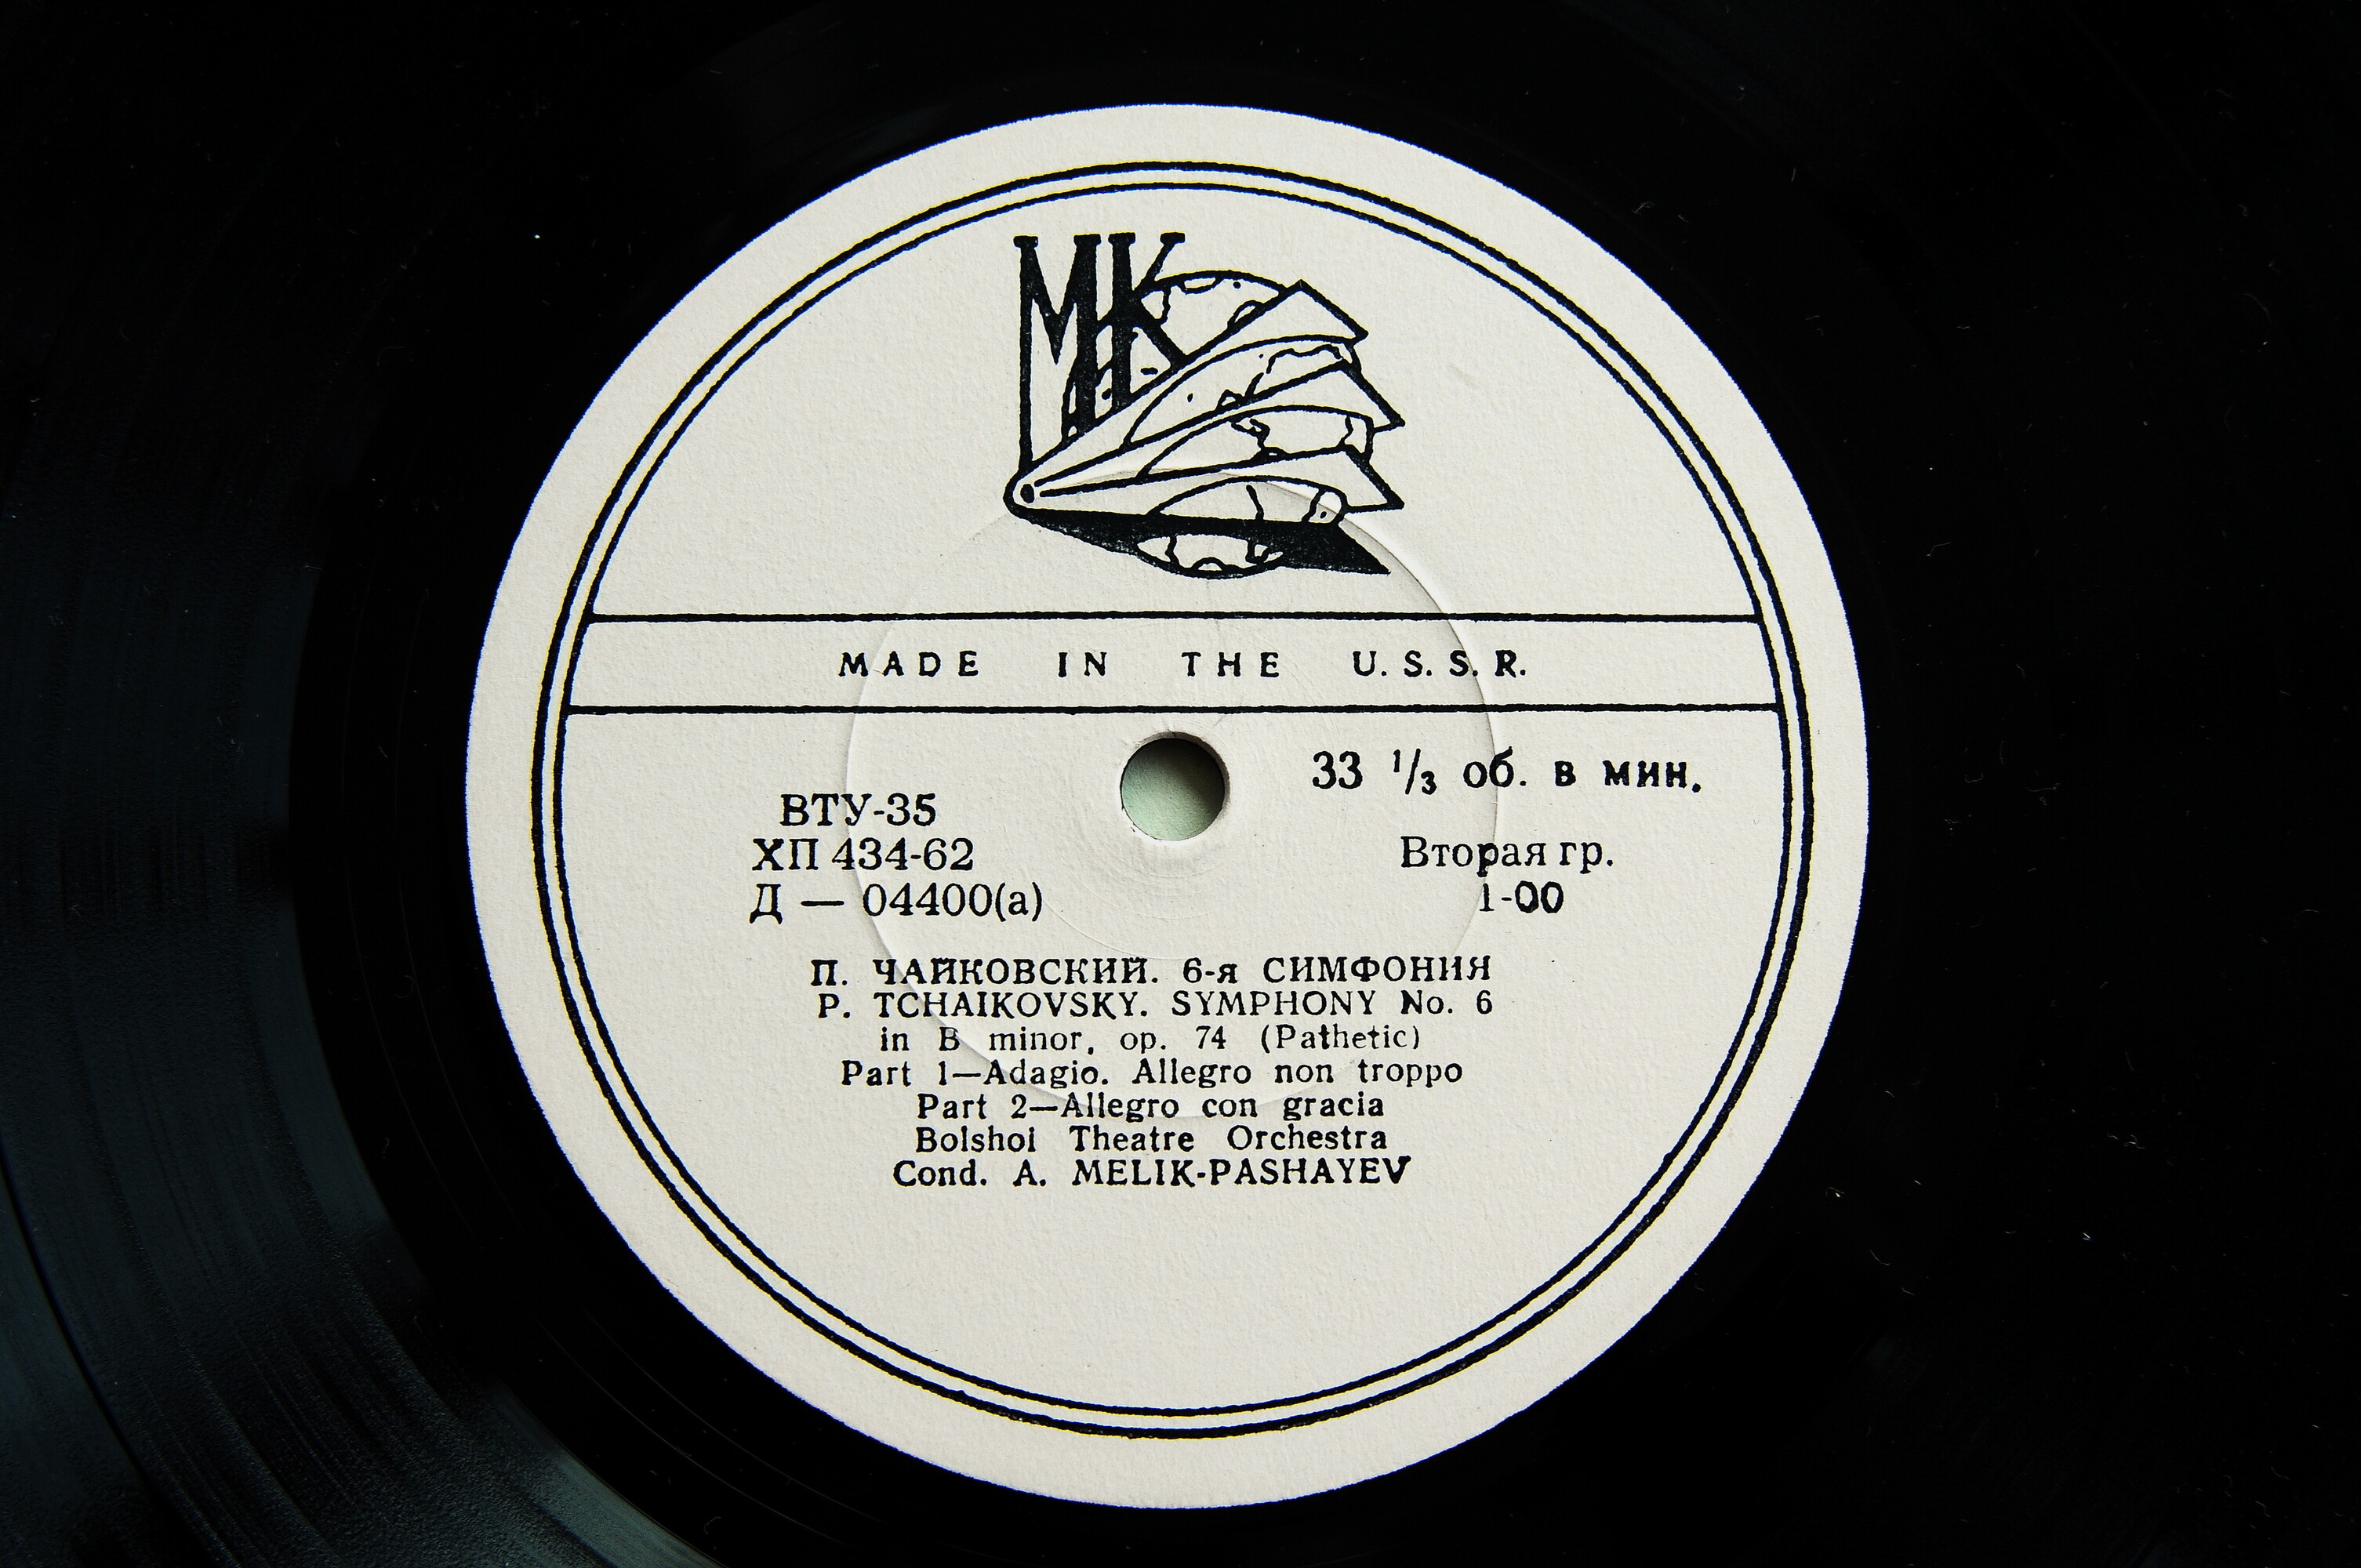 МК
MADE IN THE U.S.S.R.
33 1/3 об. в мин.
ВТУ-35
ХП 434-62
Д — 04400(а)
Вторая гр.
1-00
П. ЧАЙКОВСКИЙ. 6-я СИМФОНИЯ
P. TCHAIKOVSKY. SYMPHONY No. 6
in B minor, op. 74 (Pathetic)
Part 1—Adagio. Allegro non troppo
Part 2—Allegro con gracia
Bolshoi Theatre Orchestra
Cond. A. MELIK-PASHAYEV